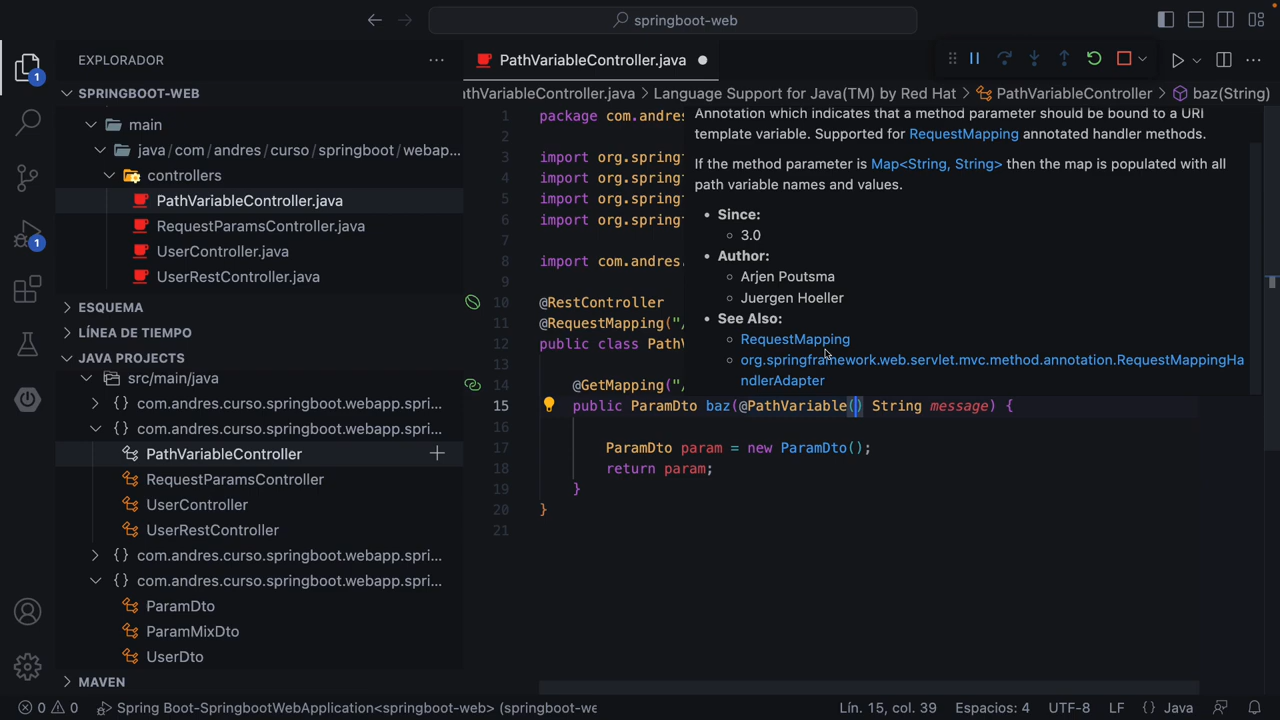 springboot-web
EXPLORADOR
1
SPRINGBOOT-WEB
main
java/com/andres/curso/springboot/webap...
controllers
PathVariableController.java
RequestParamsController.java
UserController.java
UserRestController.java
1
ESQUEMA
LÍNEA DE TIEMPO
JAVA PROJECTS
src/main/java
{} com.andres.curso.springboot.webapp.spri...
{} com.andres.curso.springboot.webapp.spri...
PathVariableController
RequestParamsController
UserController
UserRestController
{} com.andres.curso.springboot.webapp.spri...
{} com.andres.curso.springboot.webapp.spri...
ParamDto
ParamMixDto
UserDto
MAVEN
PathVariableController.java
thVariableController.java > Language Support for Java(TM) by Red Hat > PathVariableController > baz(String)
Annotation which indicates that a method parameter should be bound to a URI
template variable. Supported for RequestMapping annotated handler methods.
If the method parameter is Map<String, String> then the map is populated with all
path variable names and values.
• Since:
3.0
• Author:
Arjen Poutsma
Juergen Hoeller
• See Also:
RequestMapping
org.springframework.web.servlet.mvc.method.annotation.RequestMappingHa
ndlerAdapter
1 package com.andres
2
3 import org.springf
4 import org.springf
5 import org.springf
6 import org.springf
7
8 import com.andres.
9
10 @RestController
11 @RequestMapping("/
12 public class PathV
13
14 @GetMapping("/
15 public ParamDto baz(@PathVariable() String message) {
16
17 ParamDto param = new ParamDto();
18 return param;
19 }
20 }
21
0 0 Spring Boot-SpringbootWebApplication<springboot-web> (springboot-we
Lín. 15, col. 39 Espacios: 4 UTF-8 LF {} Java